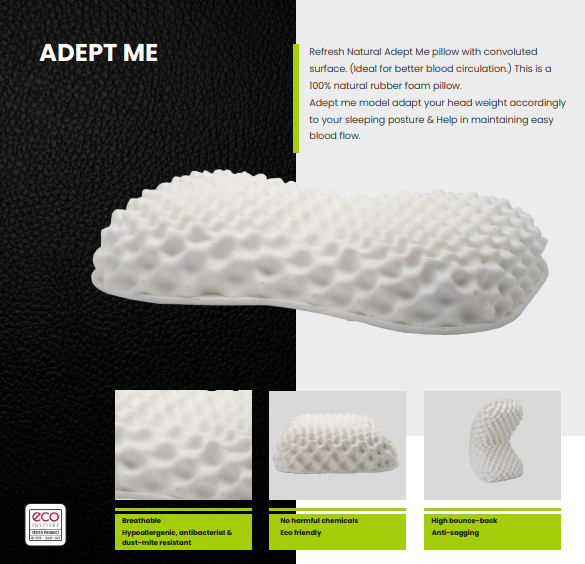 ADEPT ME
Refresh Natural Adept Me pillow with convoluted
surface. (Ideal for better blood circulation.) This is a
100% natural rubber foam pillow.
Adept me model adapt your head weight accordingly
to your sleeping posture & Help in maintaining easy
blood flow.
eco
INSTITUT
TESTED PRODUCT
Breathable
Hypoallergenic, antibacterial &
dust-mite resistant
No harmful chemicals
Eco friendly
High bounce-back
Anti-sagging